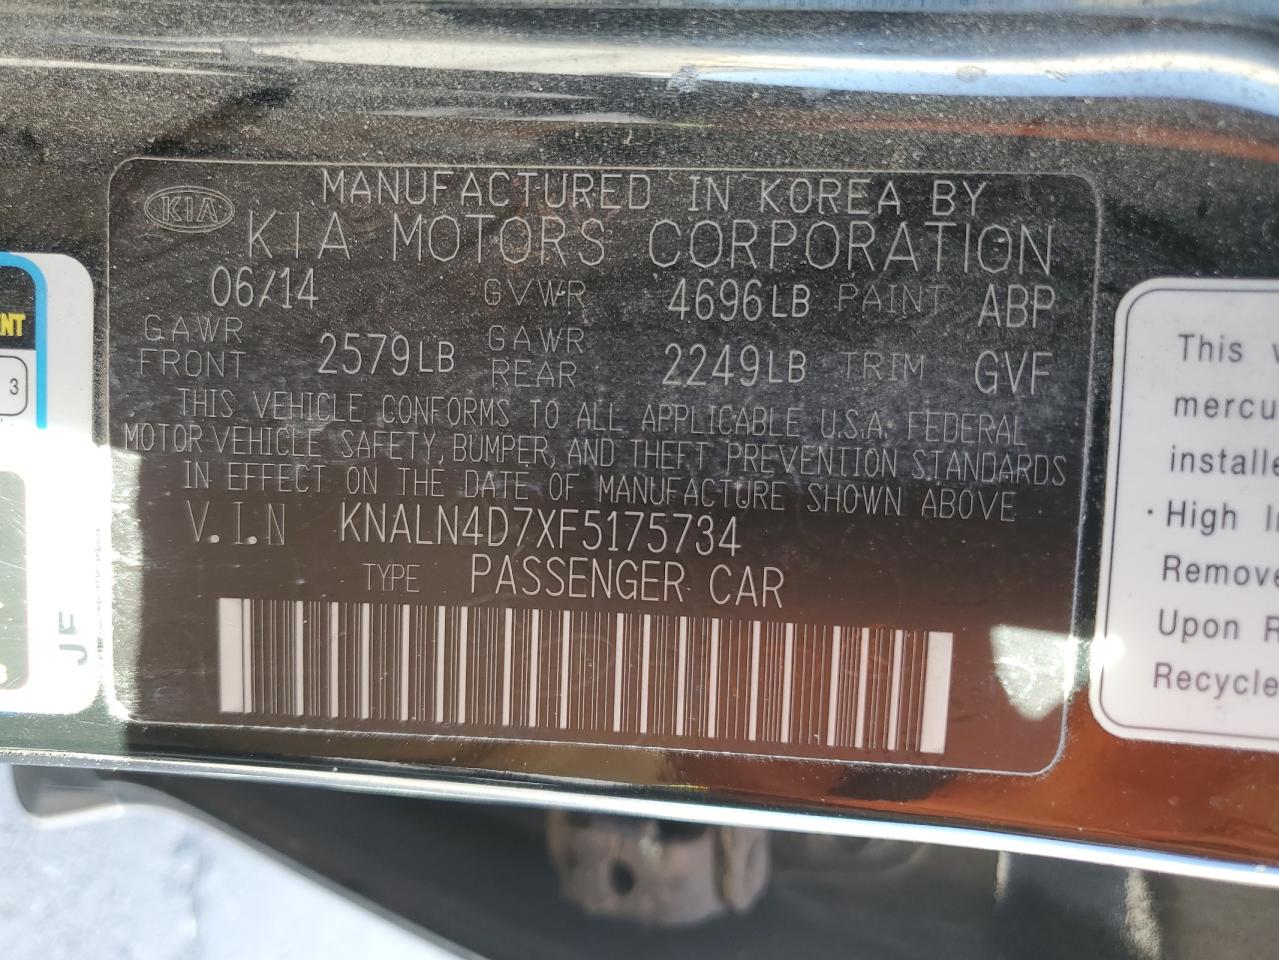 MANUFACTURED IN KOREA BY
KIA
KIA MOTORS CORPORATION
06/14 GVWR 4696LB PAINT ABP
GAWR FRONT 2579LB GAWR REAR 2249LB TRIM GVF
THIS VEHICLE CONFORMS TO ALL APPLICABLE U.S.A. FEDERAL
MOTOR VEHICLE SAFETY, BUMPER, AND THEFT PREVENTION STANDARDS
IN EFFECT ON THE DATE OF MANUFACTURE SHOWN ABOVE
V.I.N KNALN4D7XF5175734
TYPE PASSENGER CAR
NT
3
JF
This v
mercu
installe
· High I
Remove
Upon R
Recycle